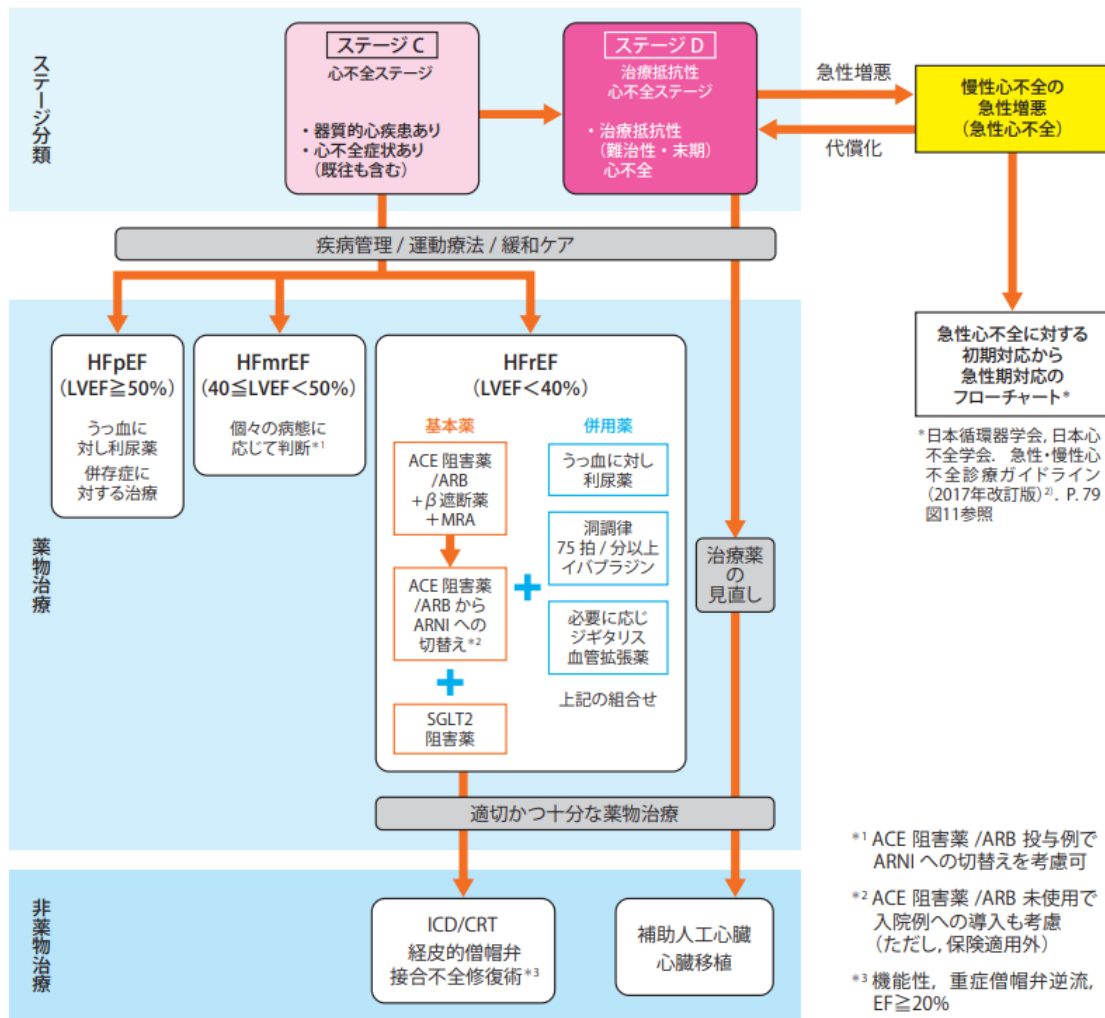 ステージ分類
ステージ C
心不全ステージ
・器質的心疾患あり
・心不全症状あり
(既往も含む)
ステージ D
治療抵抗性
心不全ステージ
・治療抵抗性
(難治性・末期)
心不全
急性増悪
代償化
慢性心不全の
急性増悪
(急性心不全)
疾病管理 / 運動療法 / 緩和ケア
薬物治療
HFpEF
(LVEF≧50%)
うっ血に
対し利尿薬
併存症に
対する治療
HFmrEF
(40≦LVEF<50%)
個々の病態に
応じて判断*1
HFrEF
(LVEF<40%)
基本薬
ACE 阻害薬
/ARB
+β遮断薬
+MRA
ACE 阻害薬
/ARB から
ARNI への
切替え*2
+
SGLT2
阻害薬
+
併用薬
うっ血に対し
利尿薬
洞調律
75 拍 / 分以上
イバブラジン
必要に応じ
ジギタリス
血管拡張薬
上記の組合せ
治療薬
の
見直し
急性心不全に対する
初期対応から
急性期対応の
フローチャート*
*日本循環器学会, 日本心
不全学会. 急性・慢性心
不全診療ガイドライン
(2017年改訂版)2). P. 79
図11参照
適切かつ十分な薬物治療
非薬物治療
ICD/CRT
経皮的僧帽弁
接合不全修復術*3
補助人工心臓
心臓移植
*1 ACE 阻害薬 /ARB 投与例で
ARNI への切替えを考慮可
*2 ACE 阻害薬 /ARB 未使用で
入院例への導入も考慮
(ただし, 保険適用外)
*3 機能性, 重症僧帽弁逆流,
EF≧20%